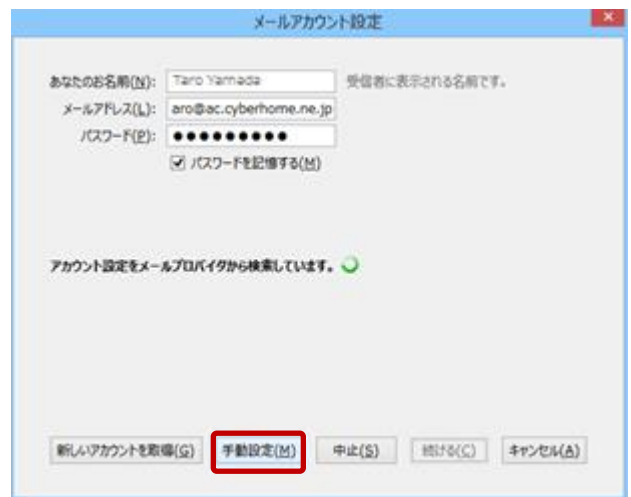 メールアカウント設定
あなたのお名前(N): Taro Yamada 受信者に表示される名前です。
メールアドレス(L): aro@ac.cyberhome.ne.jp
パスワード(P): ●●●●●●●●●
パスワードを記憶する(M)
アカウント設定をメールプロバイダから検索しています。
新しいアカウントを取得(G) 手動設定(M) 中止(S) 続ける(C) キャンセル(A)